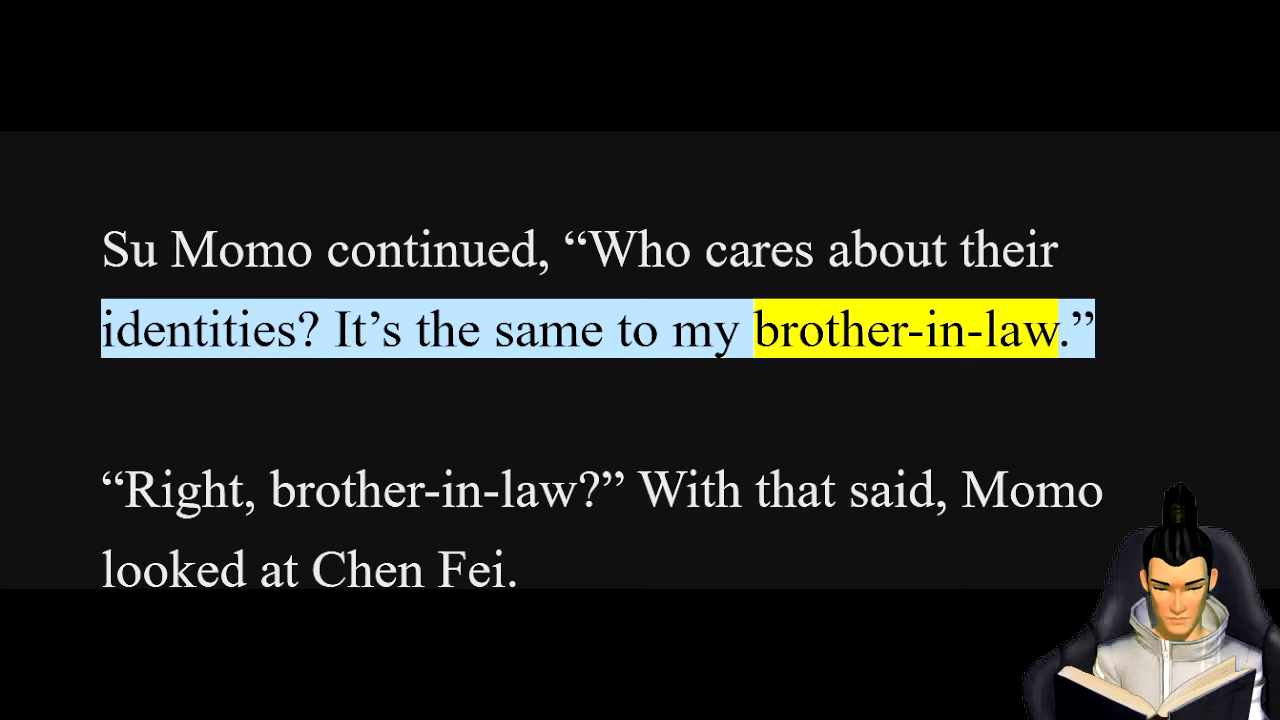 Su Momo continued, “Who cares about their
identities? It’s the same to my brother-in-law.”
“Right, brother-in-law?” With that said, Momo
looked at Chen Fei.